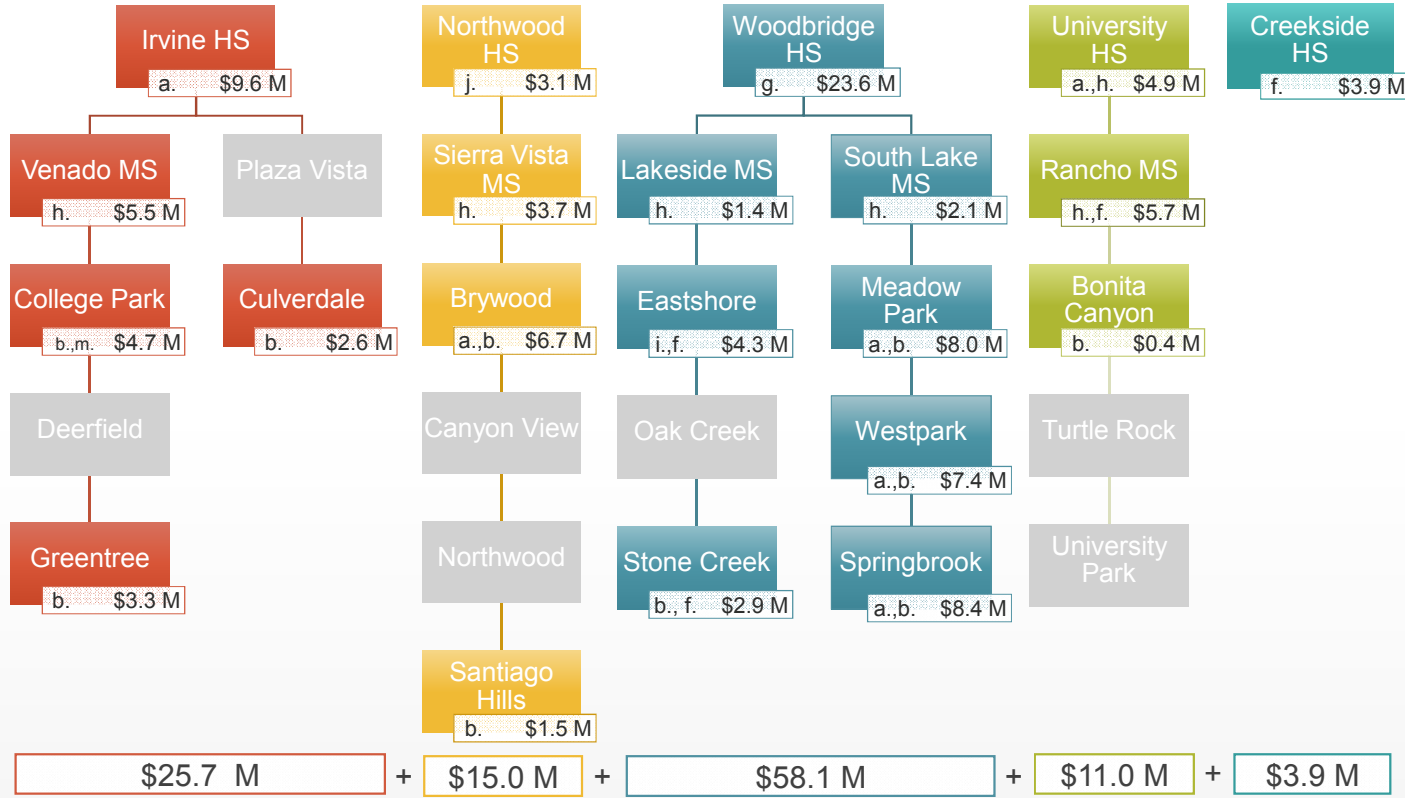 Irvine HS
a. $9.6 M
Northwood
HS
j. $3.1 M
Woodbridge
HS
g. $23.6 M
University
HS
a.,h. $4.9 M
Creekside
HS
f. $3.9 M
Venado MS
h. $5.5 M
Plaza Vista
Sierra Vista
MS
h. $3.7 M
Lakeside MS
h. $1.4 M
South Lake
MS
h. $2.1 M
Rancho MS
h.,f. $5.7 M
College Park
b.,m. $4.7 M
Culverdale
b. $2.6 M
Brywood
a.,b. $6.7 M
Eastshore
i.,f. $4.3 M
Meadow
Park
a.,b. $8.0 M
Bonita
Canyon
b. $0.4 M
Deerfield
Canyon View
Oak Creek
Westpark
a.,b. $7.4 M
Turtle Rock
Greentree
b. $3.3 M
Northwood
Stone Creek
b., f. $2.9 M
Springbrook
a.,b. $8.4 M
University
Park
Santiago
Hills
b. $1.5 M
$25.7 M + $15.0 M + $58.1 M + $11.0 M + $3.9 M